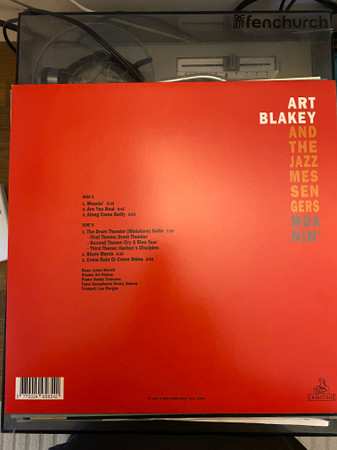 fenchurch
ART
BLAKEY
AND
THE
JAZZ
MES
SEN
GERS
MOA
NIN'
SIDE A
1. Moanin'
2. Are You Real
3. Along Came Betty
SIDE B
1. The Drum Thunder (Miniature) Suite
- First Theme: Drum Thunder
- Second Theme: Cry A Blue Tear
- Third Theme: Harlem's Disciples
2. Blues March
3. Come Rain Or Come Shine
Bass: Jymie Merritt
Drums: Art Blakey
Piano: Bobby Timmons
Tenor Saxophone: Benny Golson
Trumpet: Lee Morgan